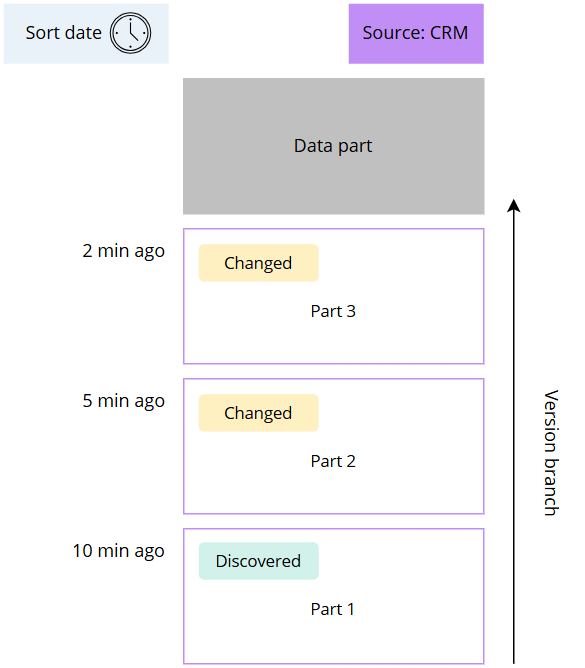 Sort date
Source: CRM
Data part
2 min ago
Changed
Part 3
5 min ago
Changed
Part 2
10 min ago
Discovered
Part 1
Version branch